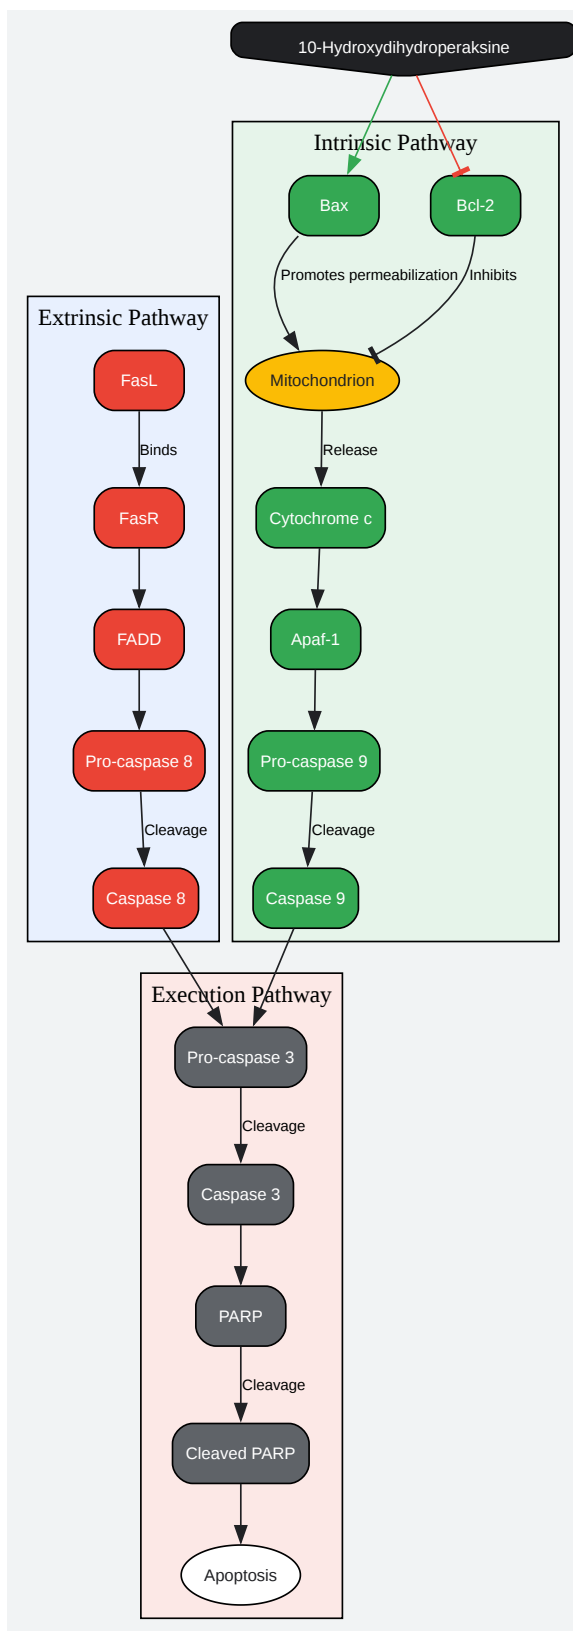 10-Hydroxydihydroperaksine
Intrinsic Pathway
Bax
Bcl-2
Promotes permeabilization
Inhibits
Extrinsic Pathway
FasL
Mitochondrion
Binds
Release
FasR
Cytochrome c
FADD
Apaf-1
Pro-caspase 8
Pro-caspase 9
Cleavage
Cleavage
Caspase 8
Caspase 9
Execution Pathway
Pro-caspase 3
Cleavage
Caspase 3
PARP
Cleavage
Cleaved PARP
Apoptosis